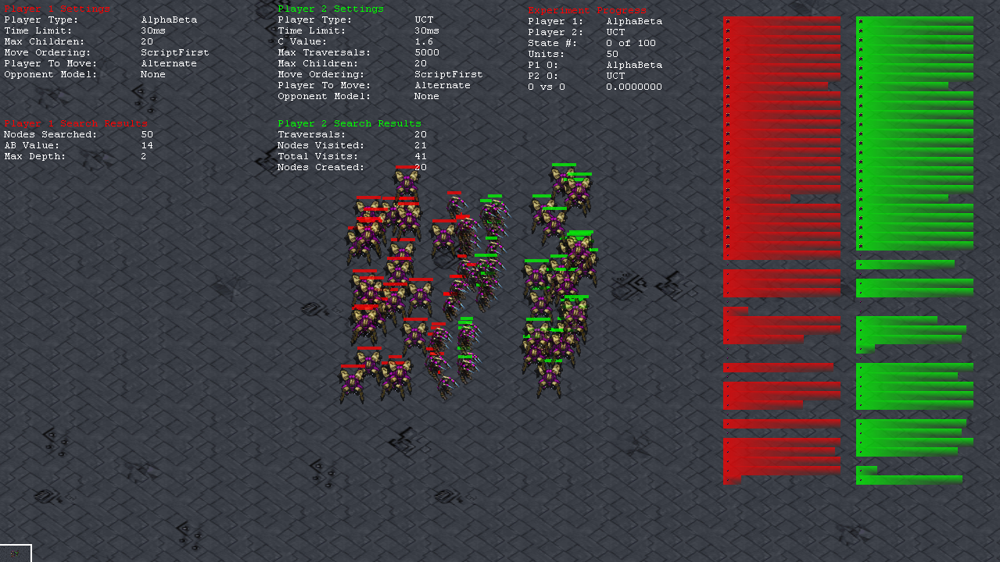 Player 1 Settings
Player Type: AlphaBeta
Time Limit: 30ms
Max Children: 20
Move Ordering: ScriptFirst
Player To Move: Alternate
Opponent Model: None
Player 2 Settings
Player Type: UCT
Time Limit: 30ms
C Value: 1.6
Max Traversals: 5000
Max Children: 20
Move Ordering: ScriptFirst
Player To Move: Alternate
Opponent Model: None
Experiment Progress
Player 1: AlphaBeta
Player 2: UCT
State #: 0 of 100
Units: 50
P1 0: AlphaBeta
P2 0: UCT
0 vs 0 0.0000000
Player 1 Search Results
Nodes Searched: 50
AB Value: 14
Max Depth: 2
Player 2 Search Results
Traversals: 20
Nodes Visited: 21
Total Visits: 41
Nodes Created: 20